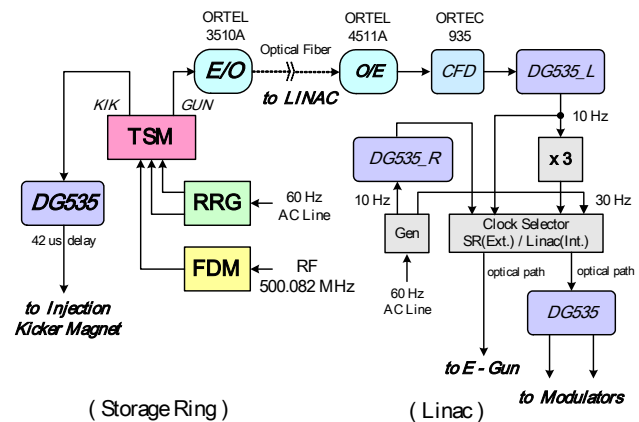 ORTEL
3510A
ORTEL
4511A
ORTEC
935
E/O
Optical Fiber
to LINAC
O/E
CFD
DG535_L
KIK
GUN
TSM
10 Hz
DG535_R
x 3
DG535
RRG
60 Hz
AC Line
10 Hz
30 Hz
Gen
Clock Selector
SR(Ext.) / Linac(Int.)
42 us delay
FDM
RF
500.082 MHz
optical path
optical path
60 Hz
AC Line
DG535
to Injection
Kicker Magnet
to E - Gun
to Modulators
( Storage Ring )
( Linac )